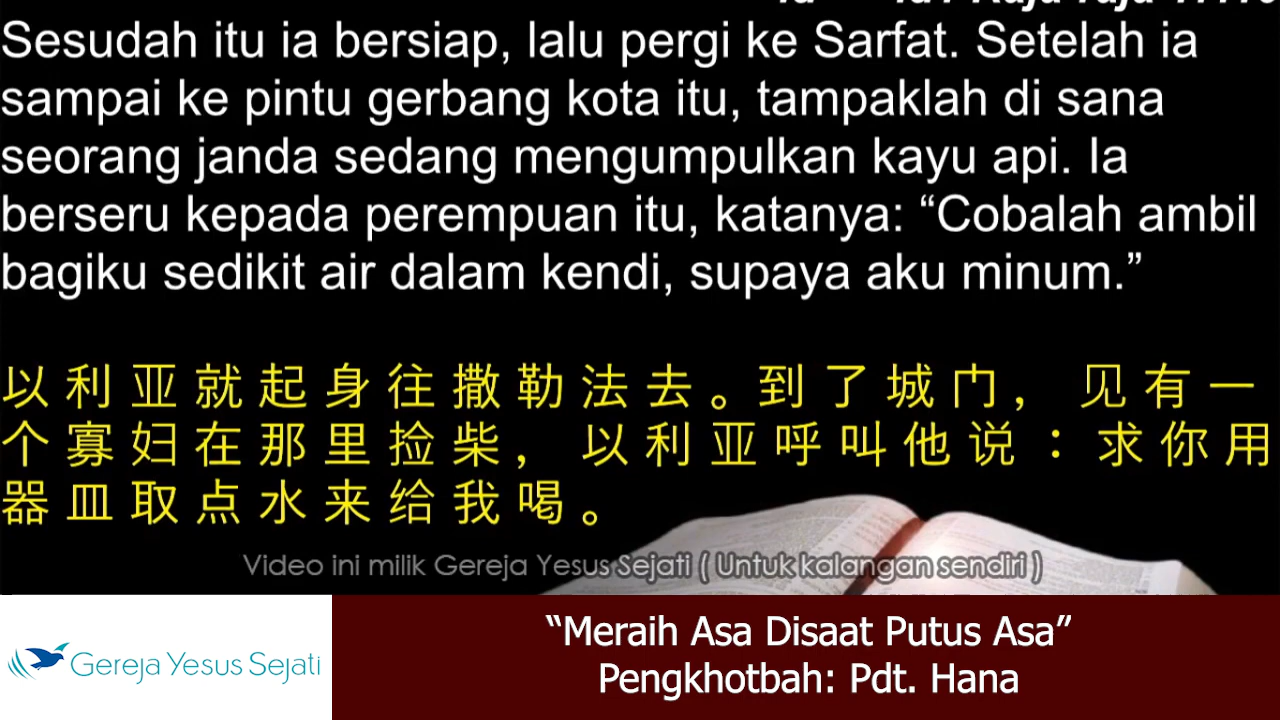 Sesudah itu ia bersiap, lalu pergi ke Sarfat. Setelah ia
sampai ke pintu gerbang kota itu, tampaklah di sana
seorang janda sedang mengumpulkan kayu api. Ia
berseru kepada perempuan itu, katanya: “Cobalah ambil
bagiku sedikit air dalam kendi, supaya aku minum.”
以利亚就起身往撒勒法去。到了城门，见有一
个寡妇在那里捡柴，以利亚呼叫他说：求你用
器皿取点水来给我喝。
Video ini milik Gereja Yesus Sejati ( Untuk kalangan sendiri )
Gereja Yesus Sejati
“Meraih Asa Disaat Putus Asa”
Pengkhotbah: Pdt. Hana